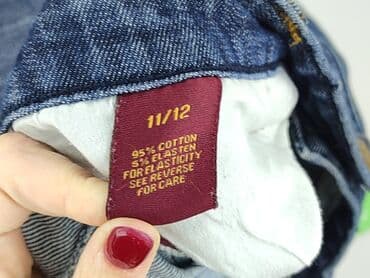 11/12
95% COTTON
5% ELASTEN
FOR ELASTICITY
SEE REVERSE
FOR CARE